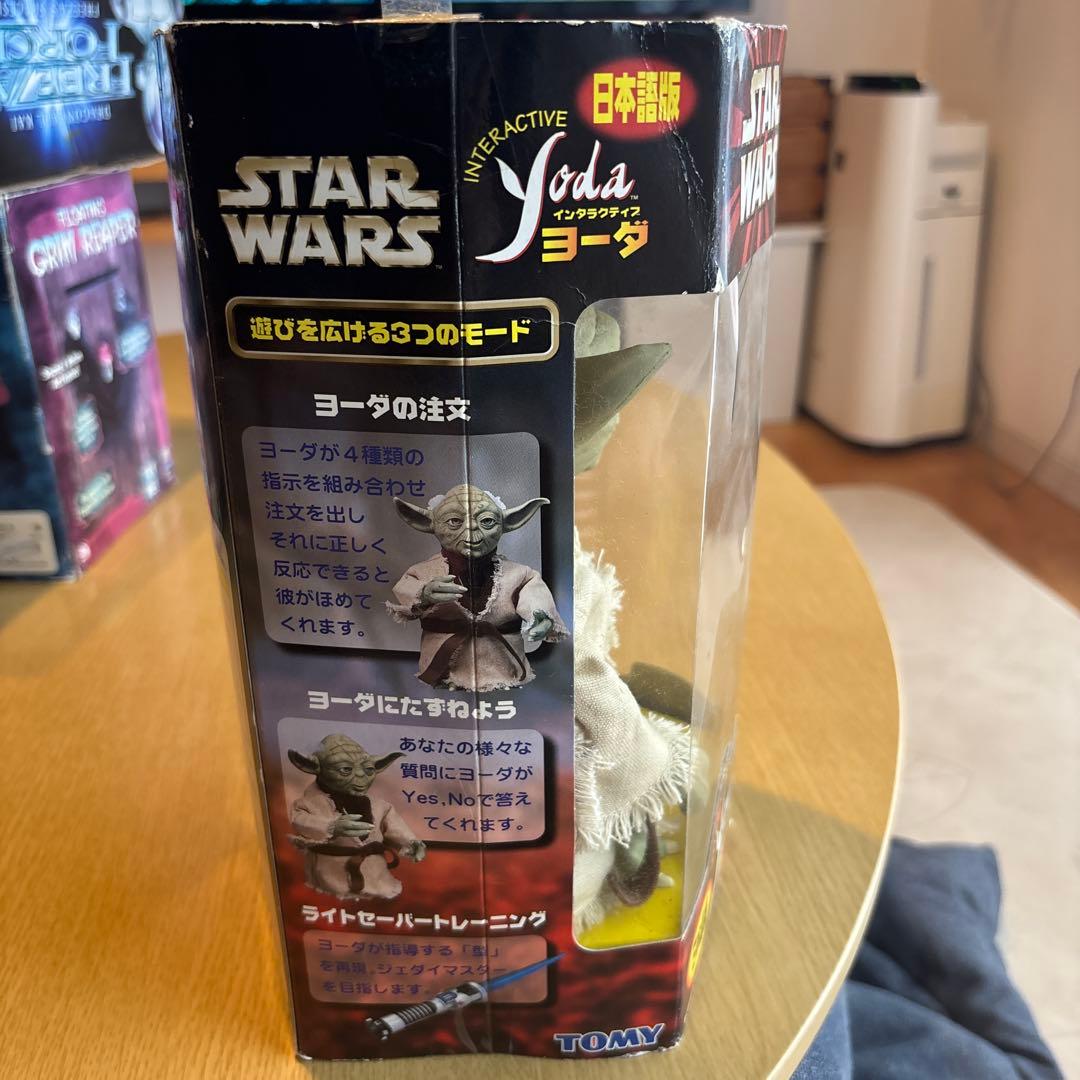 STAR
WARS
INTERACTIVE
Yoda
インタラクティブ
ヨーダ
日本語版
STAR
WARS
遊びを広げる3つのモード
ヨーダの注文
ヨーダが4種類の
指示を組み合わせ
注文を出し
それに正しく
反応できると
彼がほめて
くれます。
ヨーダにたずねよう
あなたの様々な
質問にヨーダが
Yes,Noで答え
てくれます。
ライトセーバートレーニング
ヨーダが指導する「型」
を再現。ジェダイマスター
を目指します。
TOMY
FLOATING
GRIM REAPER